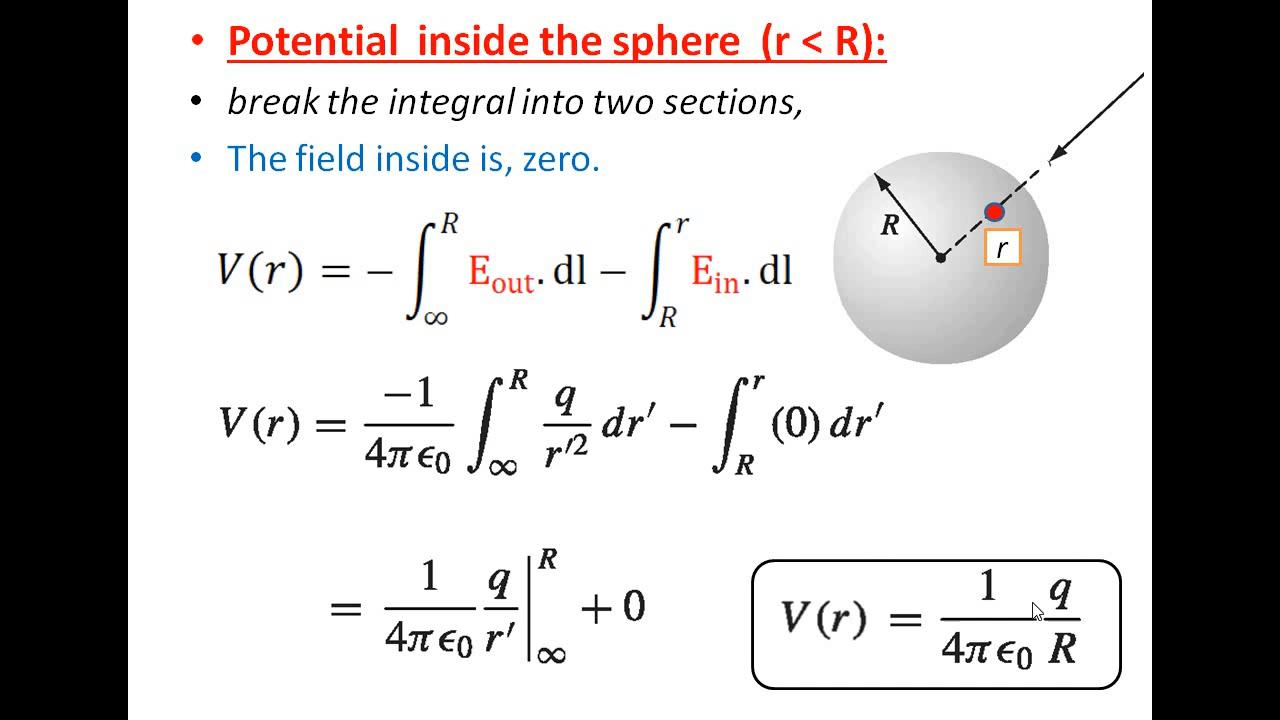 • Potential inside the sphere (r < R):
• break the integral into two sections,
• The field inside is, zero.
R
r
V(r) = − ∫_∞^R E_out . dl − ∫_R^r E_in . dl
V(r) = −1/(4πϵ₀) ∫_∞^R q/r′² dr′ − ∫_R^r (0) dr′
= 1/(4πϵ₀) q/r′ |_∞^R + 0
V(r) = 1/(4πϵ₀) q/R